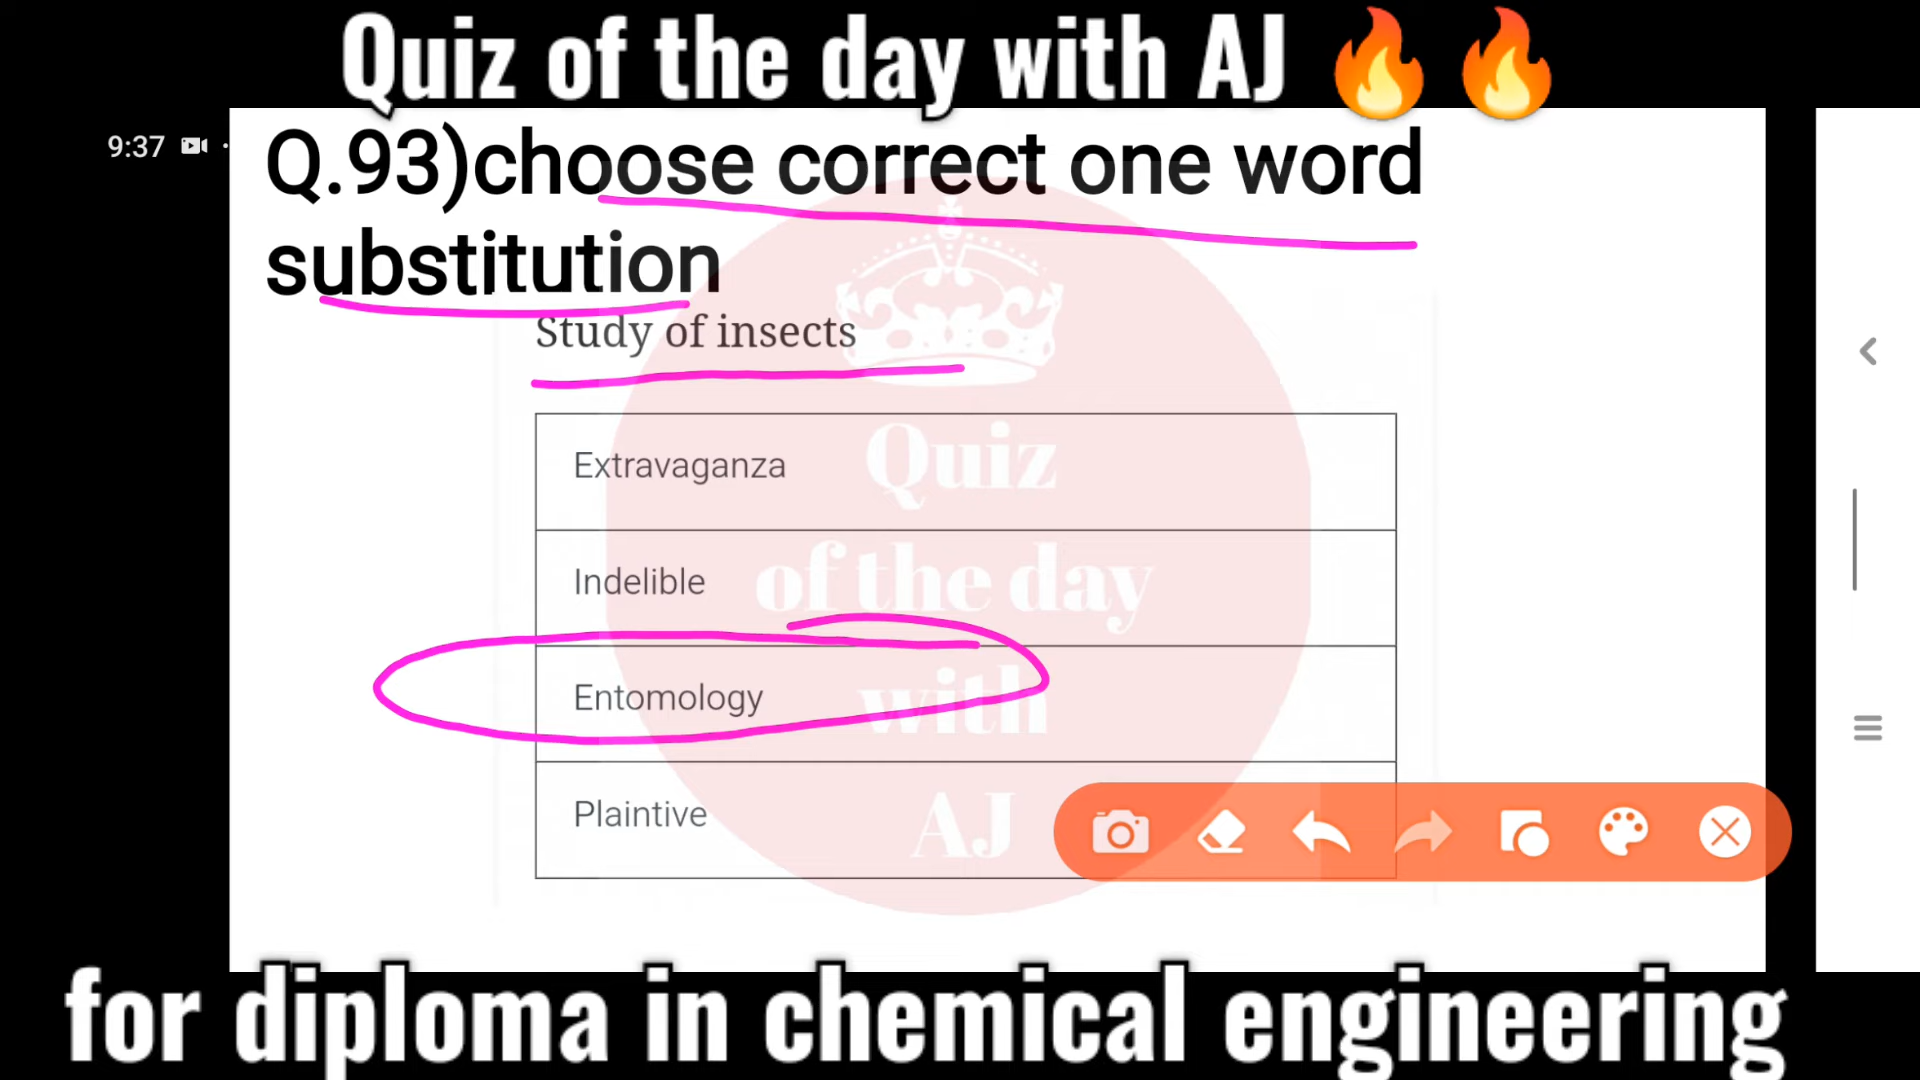 Quiz of the day with AJ 🔥🔥
9:37
Q.93)choose correct one word
substitution
Study of insects
Extravaganza
Quiz
Indelible
of the day
Entomology
with
Plaintive
AJ
for diploma in chemical engineering